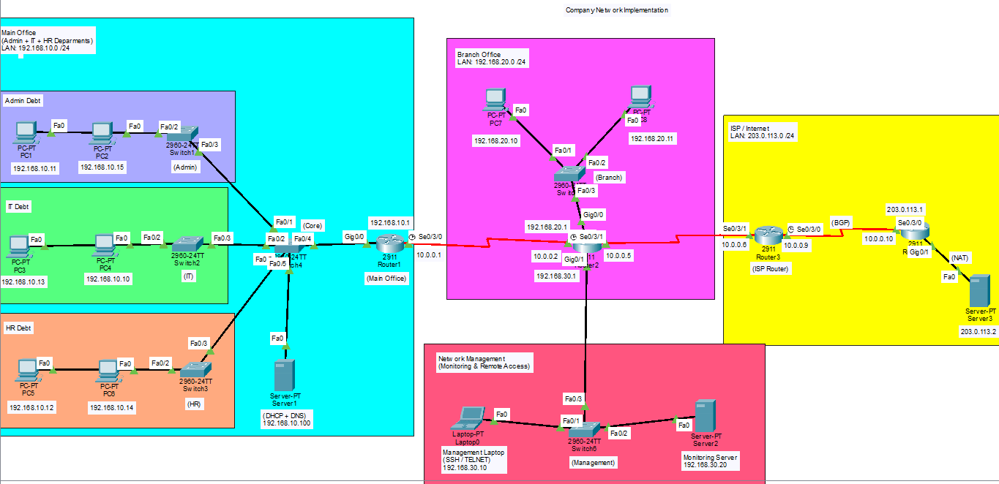 Company Network Implementation
Main Office
(Admin + IT + HR Deparments)
LAN: 192.168.10.0 /24
Admin Debt
Fa0
Fa0
Fa0/2
Fa0/3
PC-PT
PC1
PC-PT
PC2
2960-24TT
Switch1
192.168.10.11
192.168.10.15
(Admin)
IT Debt
Fa0
Fa0
Fa0/2
Fa0/3
PC-PT
PC3
PC-PT
PC4
2960-24TT
Switch2
192.168.10.13
192.168.10.10
(IT)
HR Debt
Fa0
Fa0
Fa0/2
Fa0/3
PC-PT
PC5
PC-PT
PC6
2960-24TT
Switch3
192.168.10.12
192.168.10.14
(HR)
Fa0/1
(Core)
Fa0/2
Fa0/4
Fa0
Fa0/5
Gig0/0
192.168.10.1
Se0/3/0
10.0.0.1
2911
Router1
(Main Office)
Fa0
Server-PT
Server1
(DHCP + DNS)
192.168.10.100
Branch Office
LAN: 192.168.20.0 /24
PC-PT
PC7
Fa0
192.168.20.10
PC-PT
Fa0
192.168.20.11
Fa0/1
Fa0/2
(Branch)
Fa0/3
Gig0/0
192.168.20.1
Se0/3/1
10.0.0.2
Gig0/1
10.0.0.5
192.168.30.1
ISP / Internet
LAN: 203.0.113.0 /24
Se0/3/1
10.0.0.6
Se0/3/0
10.0.0.9
2911
Router3
(ISP Router)
(BGP)
203.0.113.1
Se0/3/0
10.0.0.10
2911
Gig0/1
(NAT)
Fa0
Server-PT
Server3
203.0.113.2
Network Management
(Monitoring & Remote Access)
Fa0/3
Fa0
Fa0/1
Fa0/2
Fa0
Laptop-PT
Laptop0
2960-24TT
Switch6
Server-PT
Server2
Management Laptop
(SSH / TELNET)
192.168.30.10
(Management)
Monitoring Server
192.168.30.20